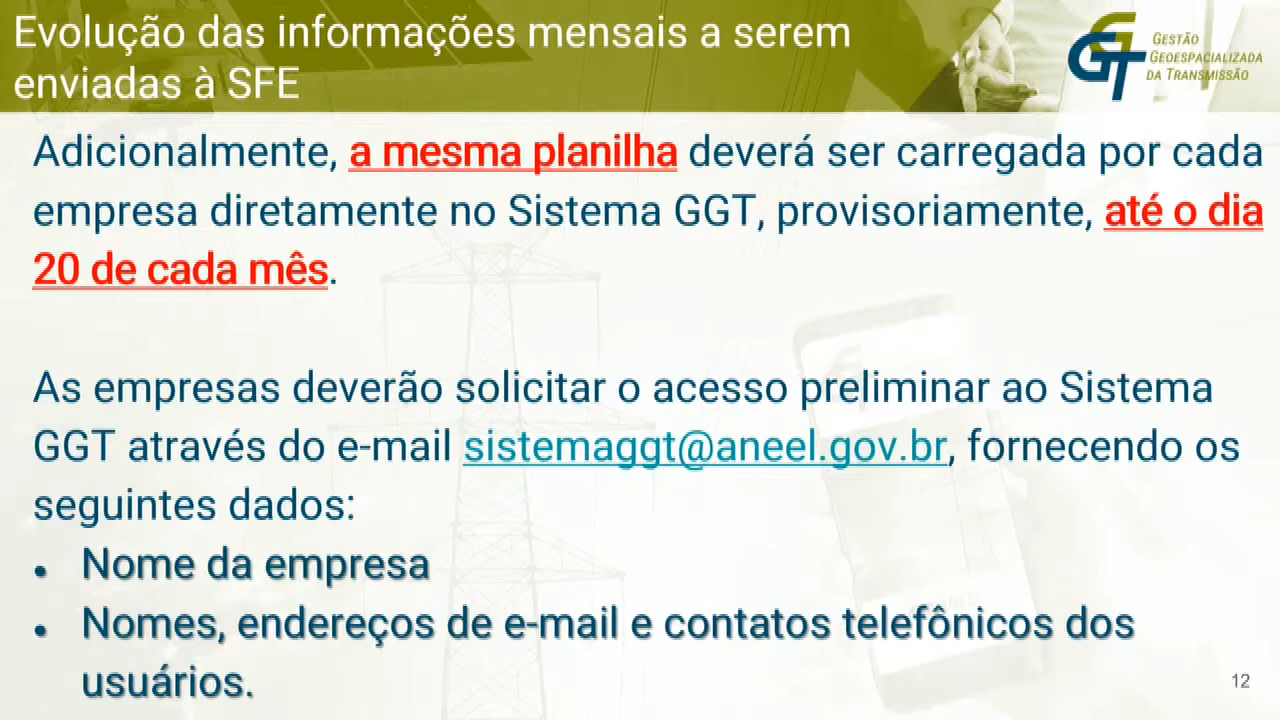 Evolução das informações mensais a serem
enviadas à SFE
GGT
GESTÃO
GEOESPACIALIZADA
DA TRANSMISSÃO
Adicionalmente, a mesma planilha deverá ser carregada por cada
empresa diretamente no Sistema GGT, provisoriamente, até o dia
20 de cada mês.
As empresas deverão solicitar o acesso preliminar ao Sistema
GGT através do e-mail sistemaggt@aneel.gov.br, fornecendo os
seguintes dados:
• Nome da empresa
• Nomes, endereços de e-mail e contatos telefônicos dos
usuários.
12